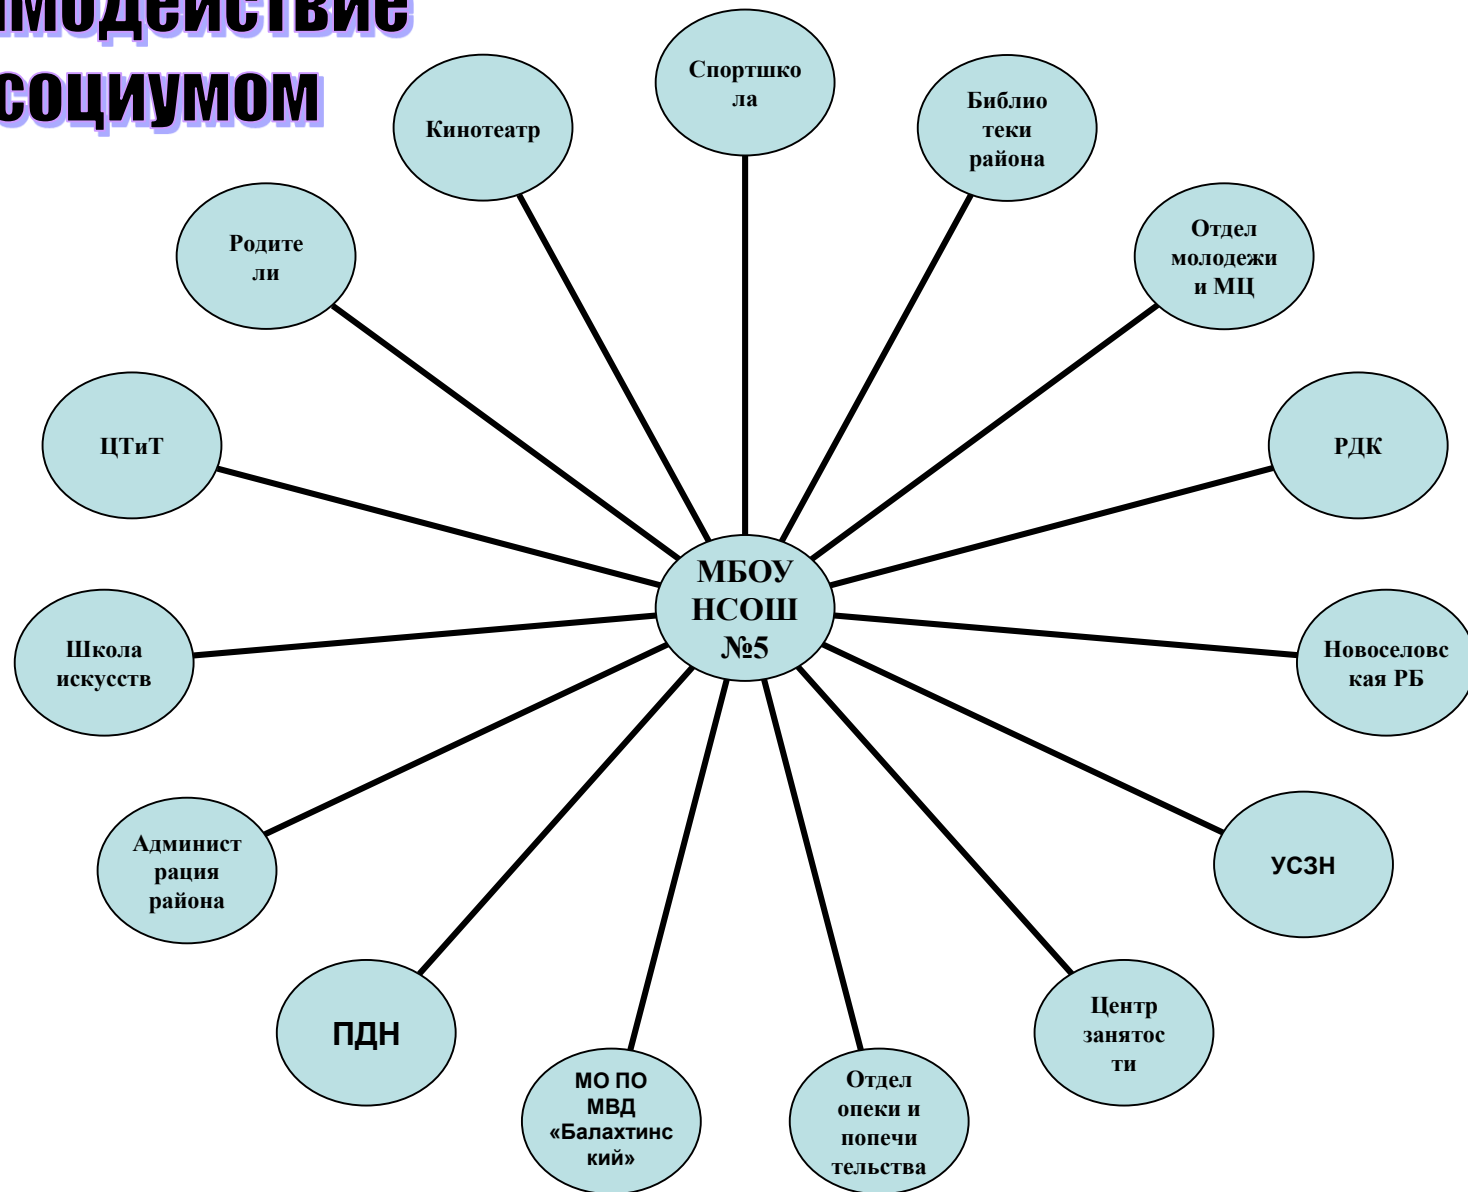 имодействие
социумом
Спортшко
ла
Кинотеатр
Библио
теки
района
Родите
ли
Отдел
молодежи
и МЦ
ЦТиТ
РДК
МБОУ
НСОШ
№5
Школа
искусств
Новоселовс
кая РБ
Админист
рация
района
УСЗН
ПДН
Центр
занятос
ти
МО ПО
МВД
«Балахтинс
кий»
Отдел
опеки и
попечи
тельства